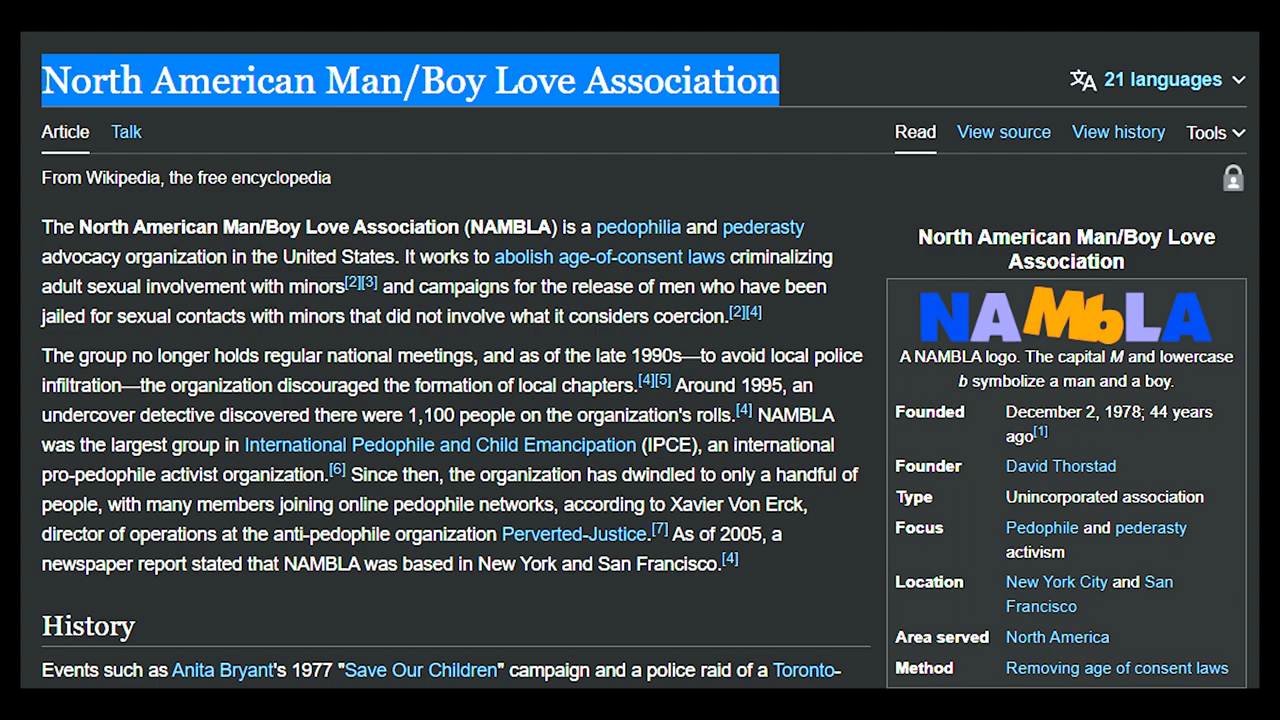 North American Man/Boy Love Association
21 languages
Article Talk Read View source View history Tools
From Wikipedia, the free encyclopedia
The North American Man/Boy Love Association (NAMBLA) is a pedophilia and pederasty
advocacy organization in the United States. It works to abolish age-of-consent laws criminalizing
adult sexual involvement with minors[2][3] and campaigns for the release of men who have been
jailed for sexual contacts with minors that did not involve what it considers coercion.[2][4]
The group no longer holds regular national meetings, and as of the late 1990s—to avoid local police
infiltration—the organization discouraged the formation of local chapters.[4][5] Around 1995, an
undercover detective discovered there were 1,100 people on the organization's rolls.[4] NAMBLA
was the largest group in International Pedophile and Child Emancipation (IPCE), an international
pro-pedophile activist organization.[6] Since then, the organization has dwindled to only a handful of
people, with many members joining online pedophile networks, according to Xavier Von Erck,
director of operations at the anti-pedophile organization Perverted-Justice.[7] As of 2005, a
newspaper report stated that NAMBLA was based in New York and San Francisco.[4]
History
Events such as Anita Bryant's 1977 "Save Our Children" campaign and a police raid of a Toronto-
North American Man/Boy Love
Association
NAMbLA
A NAMBLA logo. The capital M and lowercase
b symbolize a man and a boy.
Founded December 2, 1978; 44 years
ago[1]
Founder David Thorstad
Type Unincorporated association
Focus Pedophile and pederasty
activism
Location New York City and San
Francisco
Area served North America
Method Removing age of consent laws